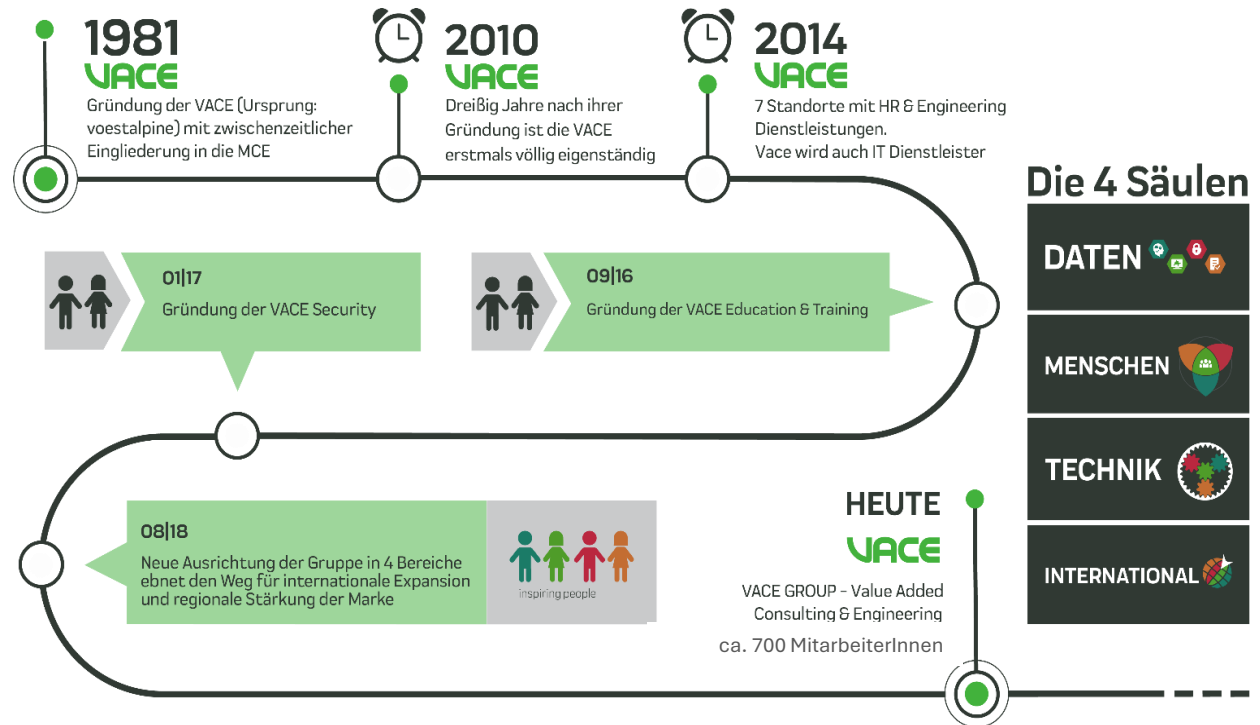 1981
VACE
Gründung der VACE (Ursprung:
voestalpine) mit zwischenzeitlicher
Eingliederung in die MCE
2010
VACE
Dreißig Jahre nach ihrer
Gründung ist die VACE
erstmals völlig eigenständig
2014
VACE
7 Standorte mit HR & Engineering
Dienstleistungen.
Vace wird auch IT Dienstleister
09|16
Gründung der VACE Education & Training
01|17
Gründung der VACE Security
08|18
Neue Ausrichtung der Gruppe in 4 Bereiche
ebnet den Weg für internationale Expansion
und regionale Stärkung der Marke
inspiring people
HEUTE
VACE
VACE GROUP - Value Added
Consulting & Engineering
ca. 700 MitarbeiterInnen
Die 4 Säulen
DATEN
MENSCHEN
TECHNIK
INTERNATIONAL